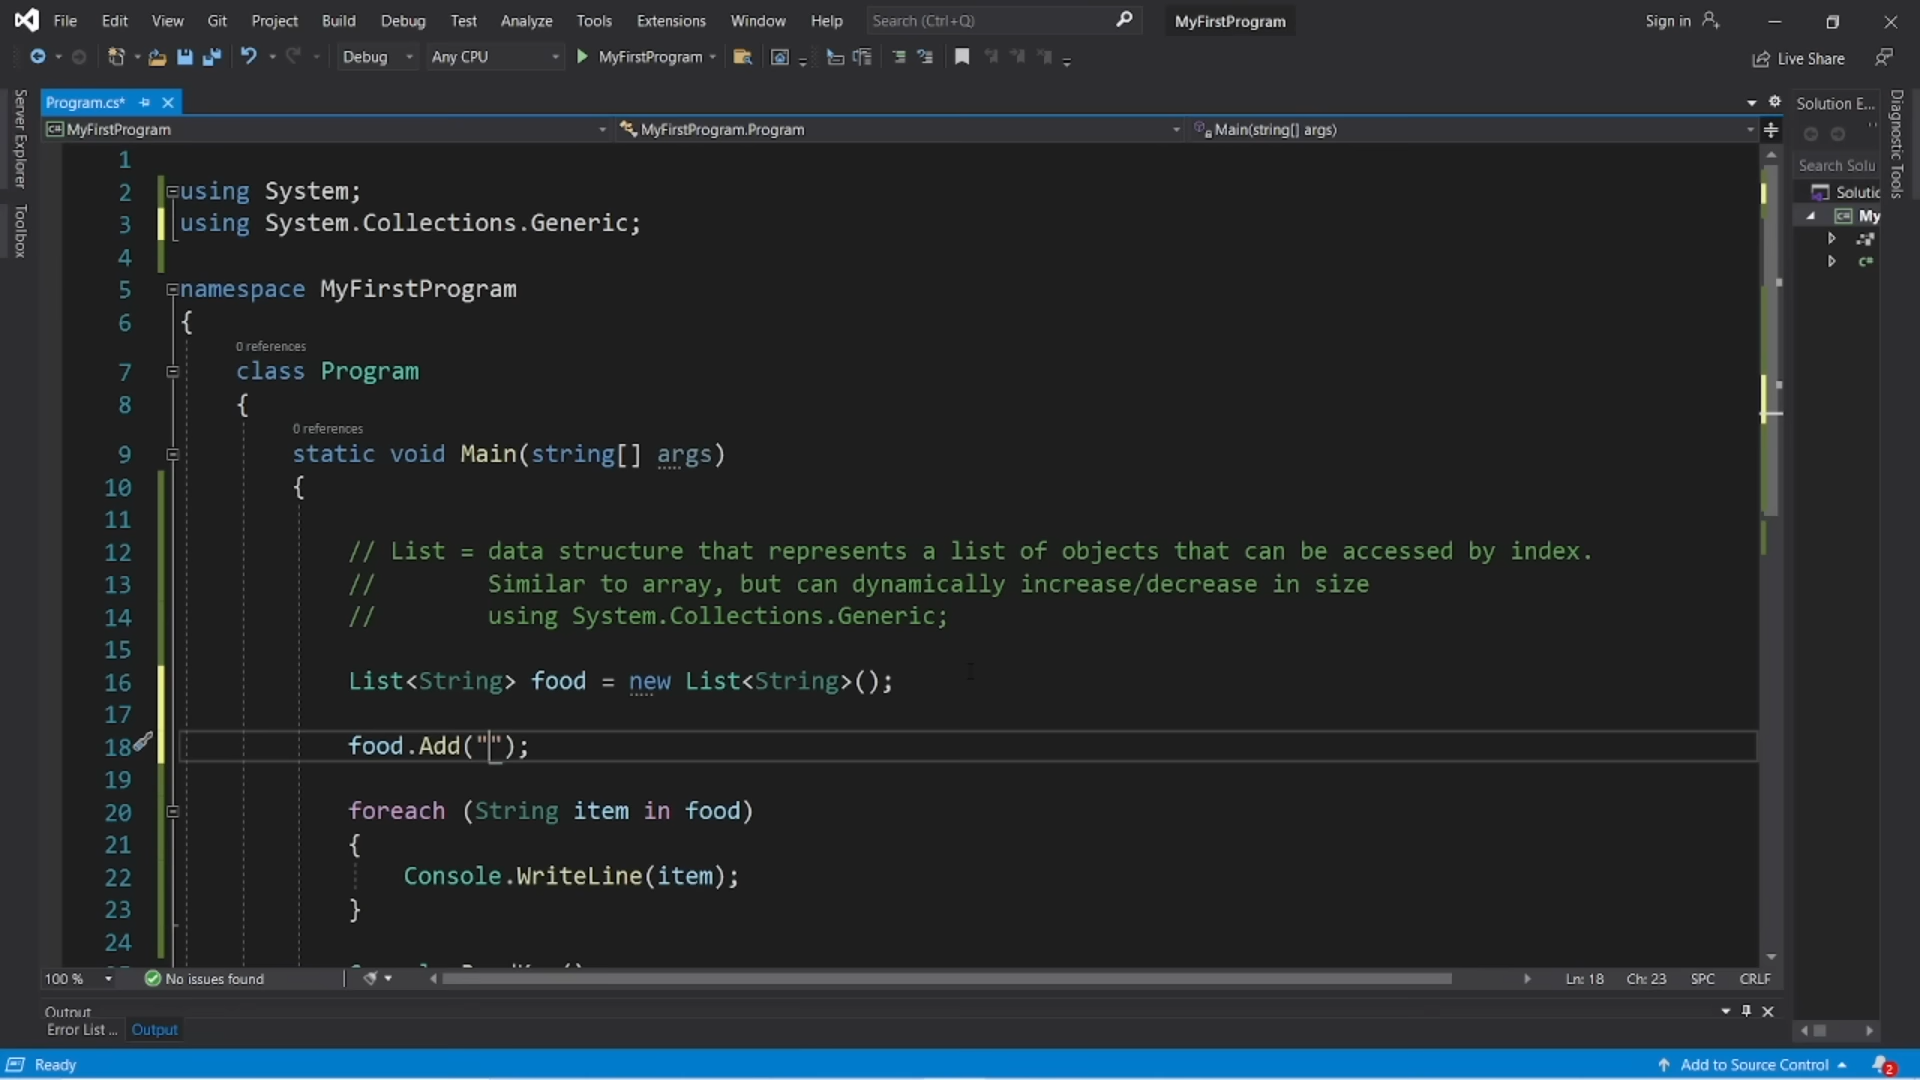 File Edit View Git Project Build Debug Test Analyze Tools Extensions Window Help Search (Ctrl+Q) MyFirstProgram Sign in
Debug Any CPU MyFirstProgram Live Share
Server Explorer
Toolbox
Program.cs*
MyFirstProgram MyFirstProgram.Program Main(string[] args)
1
2 using System;
3 using System.Collections.Generic;
4
5 namespace MyFirstProgram
6 {
0 references
7 class Program
8 {
0 references
9 static void Main(string[] args)
10 {
11
12 // List = data structure that represents a list of objects that can be accessed by index.
13 // Similar to array, but can dynamically increase/decrease in size
14 // using System.Collections.Generic;
15
16 List<String> food = new List<String>();
17
18 food.Add("");
19
20 foreach (String item in food)
21 {
22 Console.WriteLine(item);
23 }
24
100 % No issues found Ln: 18 Ch: 23 SPC CRLF
Output
Error List ... Output
Solution E...
Search Solu
Solutic
My
C#
Diagnostic Tools
Ready Add to Source Control 2